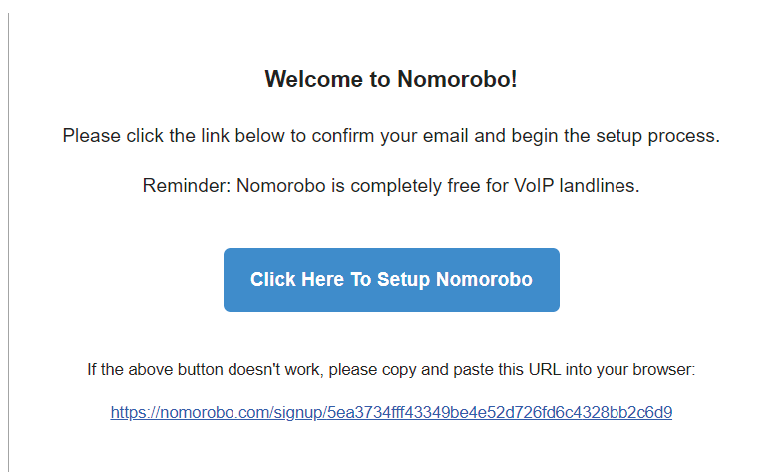 Welcome to Nomorobo!
Please click the link below to confirm your email and begin the setup process.
Reminder: Nomorobo is completely free for VoIP landlines.
Click Here To Setup Nomorobo
If the above button doesn't work, please copy and paste this URL into your browser:
https://nomorobo.com/signup/5ea3734fff43349be4e52d726fd6c4328bb2c6d9